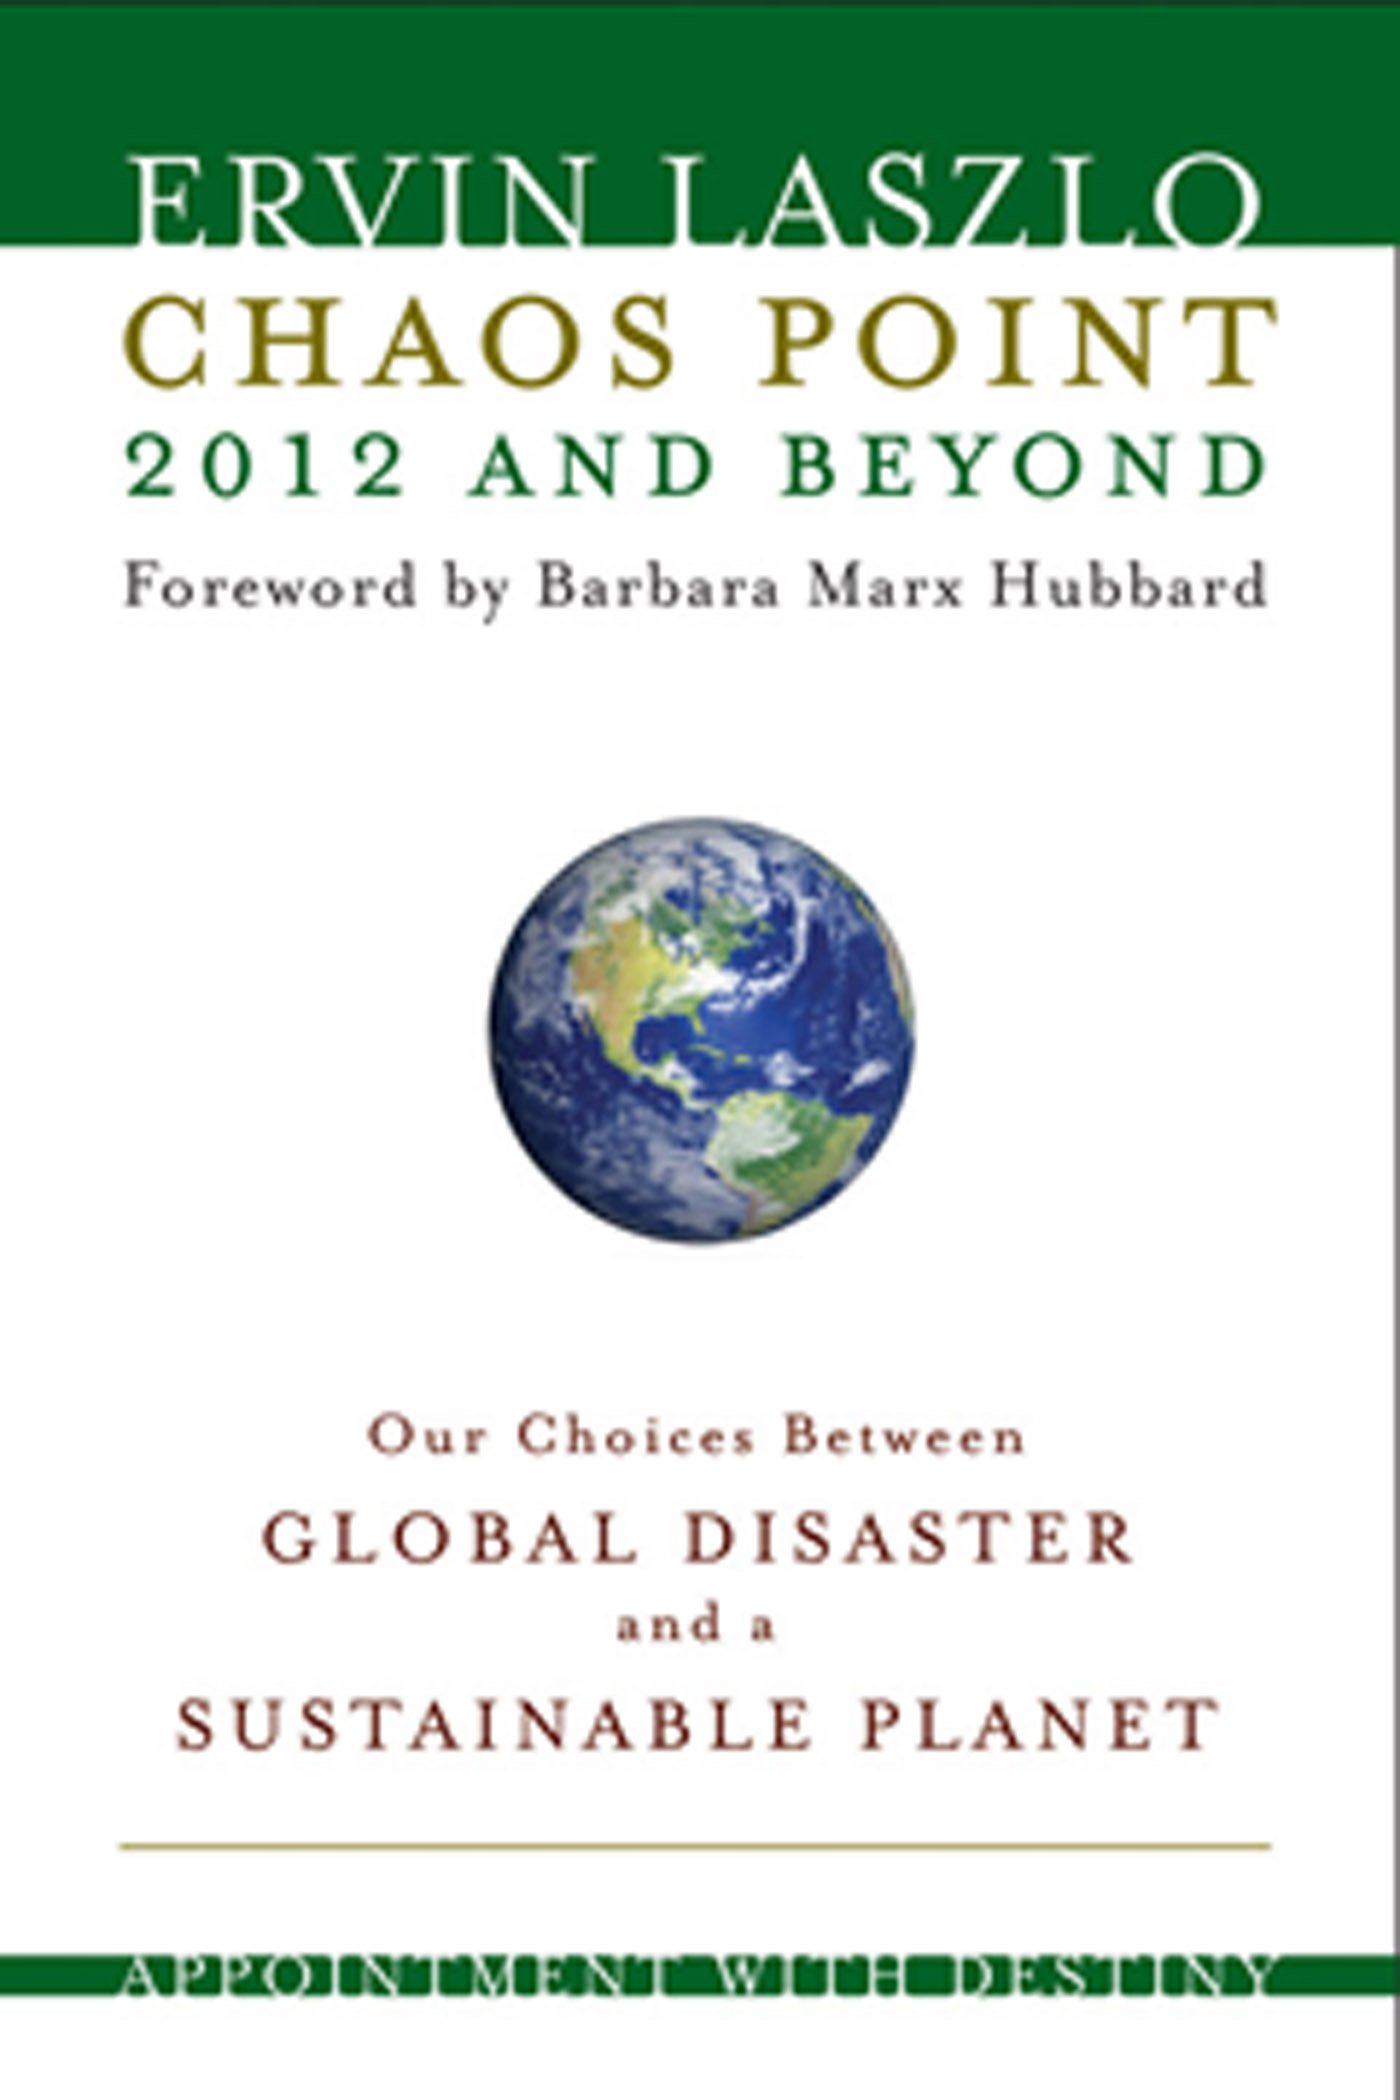 ERVIN LASZLO
CHAOS POINT
2012 AND BEYOND
Foreword by Barbara Marx Hubbard
Our Choices Between
GLOBAL DISASTER
and a
SUSTAINABLE PLANET
APPOINTMENT WITH DESTINY